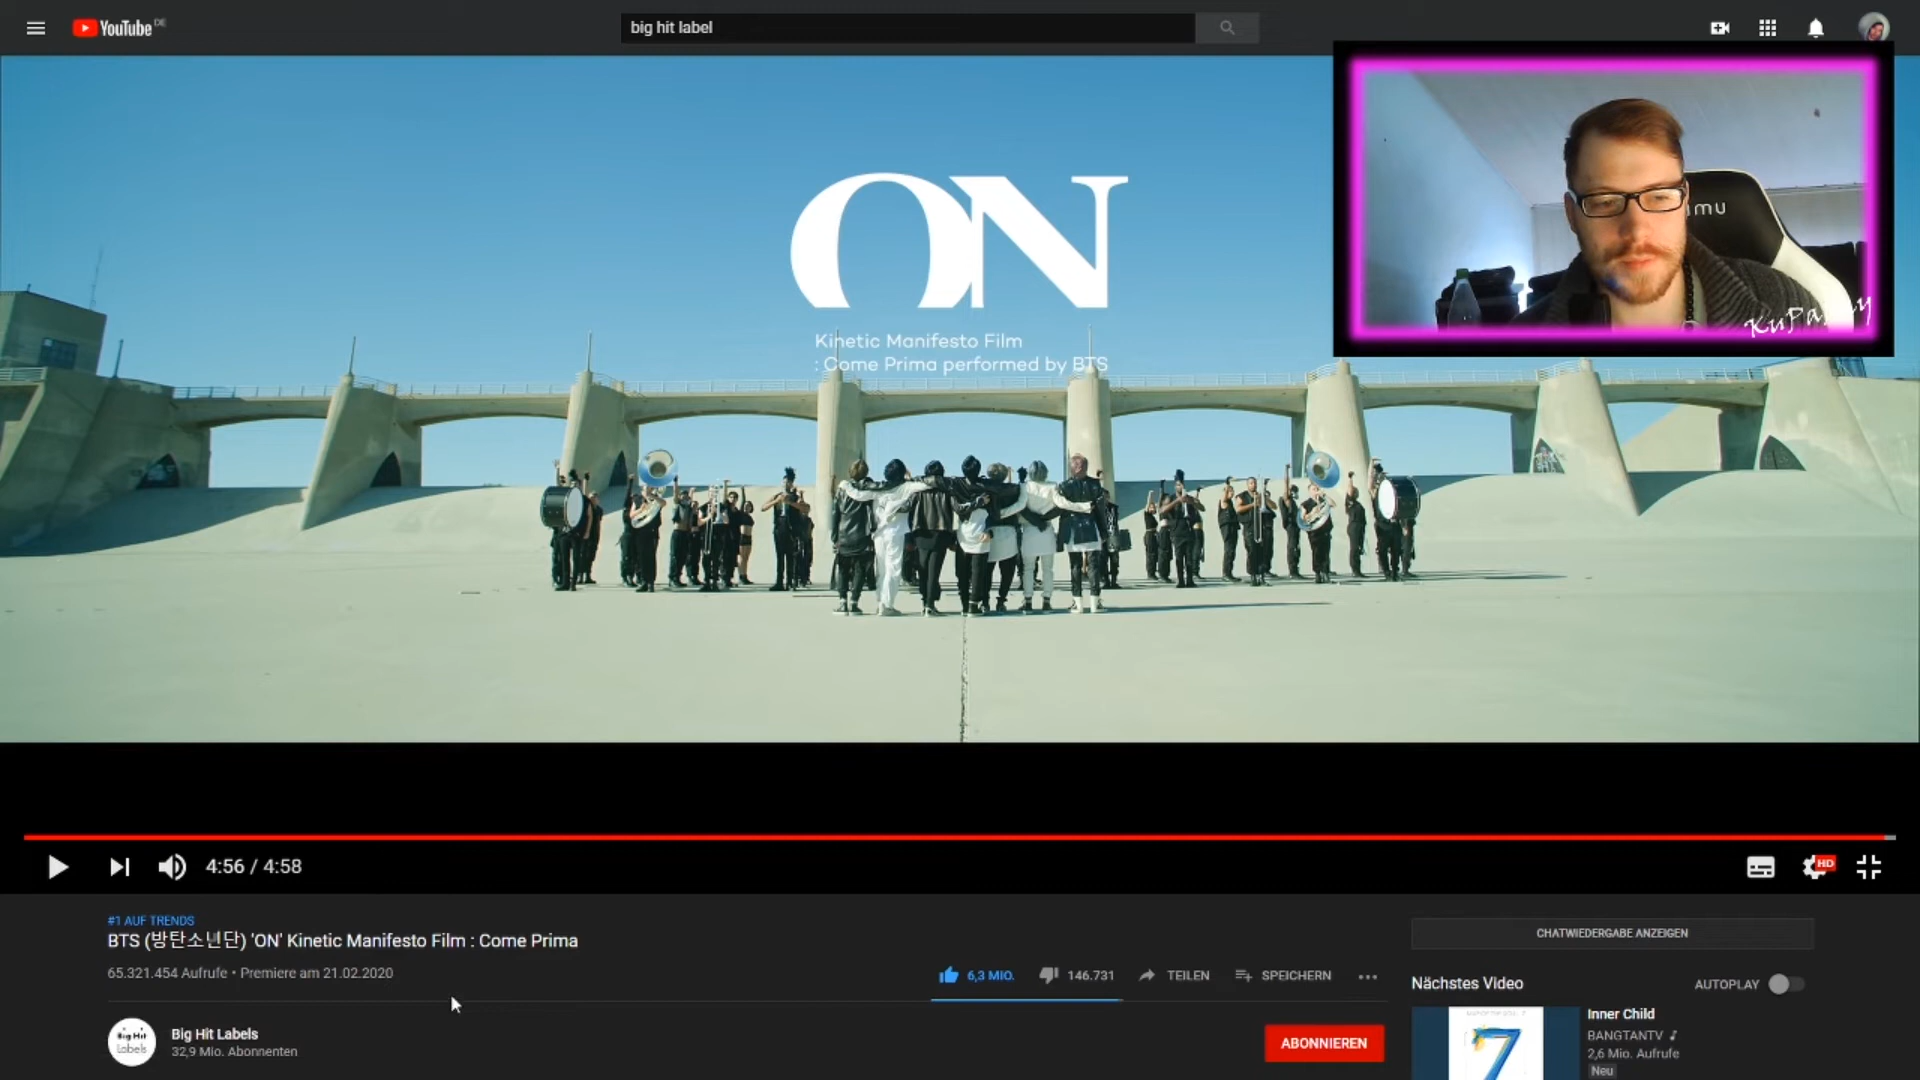 YouTube DE
big hit label
ON
Kinetic Manifesto Film
: Come Prima performed by BTS
4:56 / 4:58
HD
#1 AUF TRENDS
BTS (방탄소년단) 'ON' Kinetic Manifesto Film : Come Prima
65.321.454 Aufrufe • Premiere am 21.02.2020
6,3 MIO.
146.731
TEILEN
SPEICHERN
Big Hit Labels
Big Hit
Labels
32,9 Mio. Abonnenten
ABONNIEREN
CHATWIEDERGABE ANZEIGEN
Nächstes Video
AUTOPLAY
7
Inner Child
BANGTANTV
2,6 Mio. Aufrufe
Neu